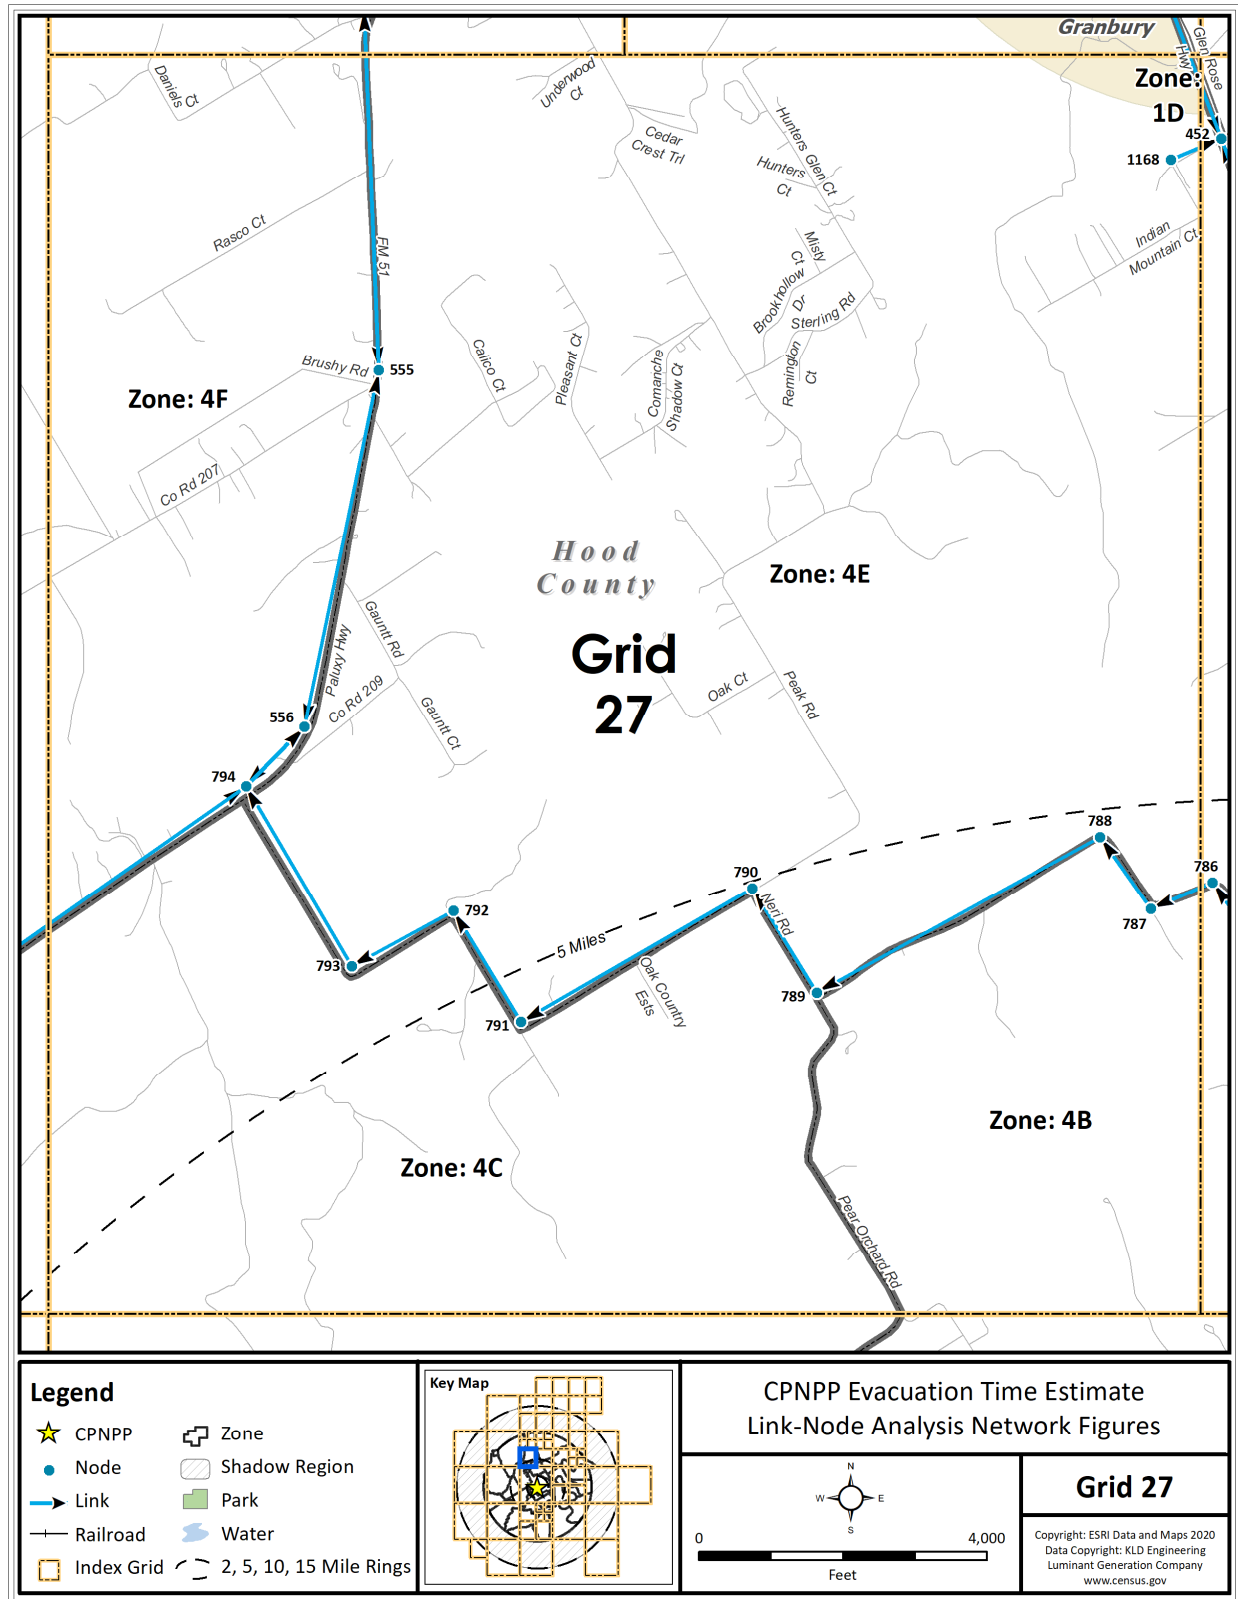 Granbury
Glen Rose
Hwy
Zone:
1D
452
1168
Daniels
Ct
Underwood
Ct
Cedar
Crest Trl
Hunters Glen Ct
Hunters
Ct
Indian
Mountain Ct
Rasco Ct
FM 51
Misty
Ct
Brookhollow
Dr
Sterling Rd
Brushy Rd
555
Calico Ct
Pleasant Ct
Comanche
Shadow Ct
Remington
Ct
Zone: 4F
Co Rd 207
Hood
County
Zone: 4E
Grid
27
Gauntt Rd
Paluxy Hwy
Co Rd 209
Gauntt Ct
Oak Ct
Peak Rd
556
794
788
786
790
787
792
Neri Rd
5 Miles
793
789
Oak Country
Ests
791
Zone: 4B
Zone: 4C
Pear Orchard Rd
Legend
CPNPP
Zone
Node
Shadow Region
Link
Park
Railroad
Water
Index Grid
2, 5, 10, 15 Mile Rings
Key Map
CPNPP Evacuation Time Estimate
Link-Node Analysis Network Figures
N
W
E
S
0
4,000
Feet
Grid 27
Copyright: ESRI Data and Maps 2020
Data Copyright: KLD Engineering
Luminant Generation Company
www.census.gov